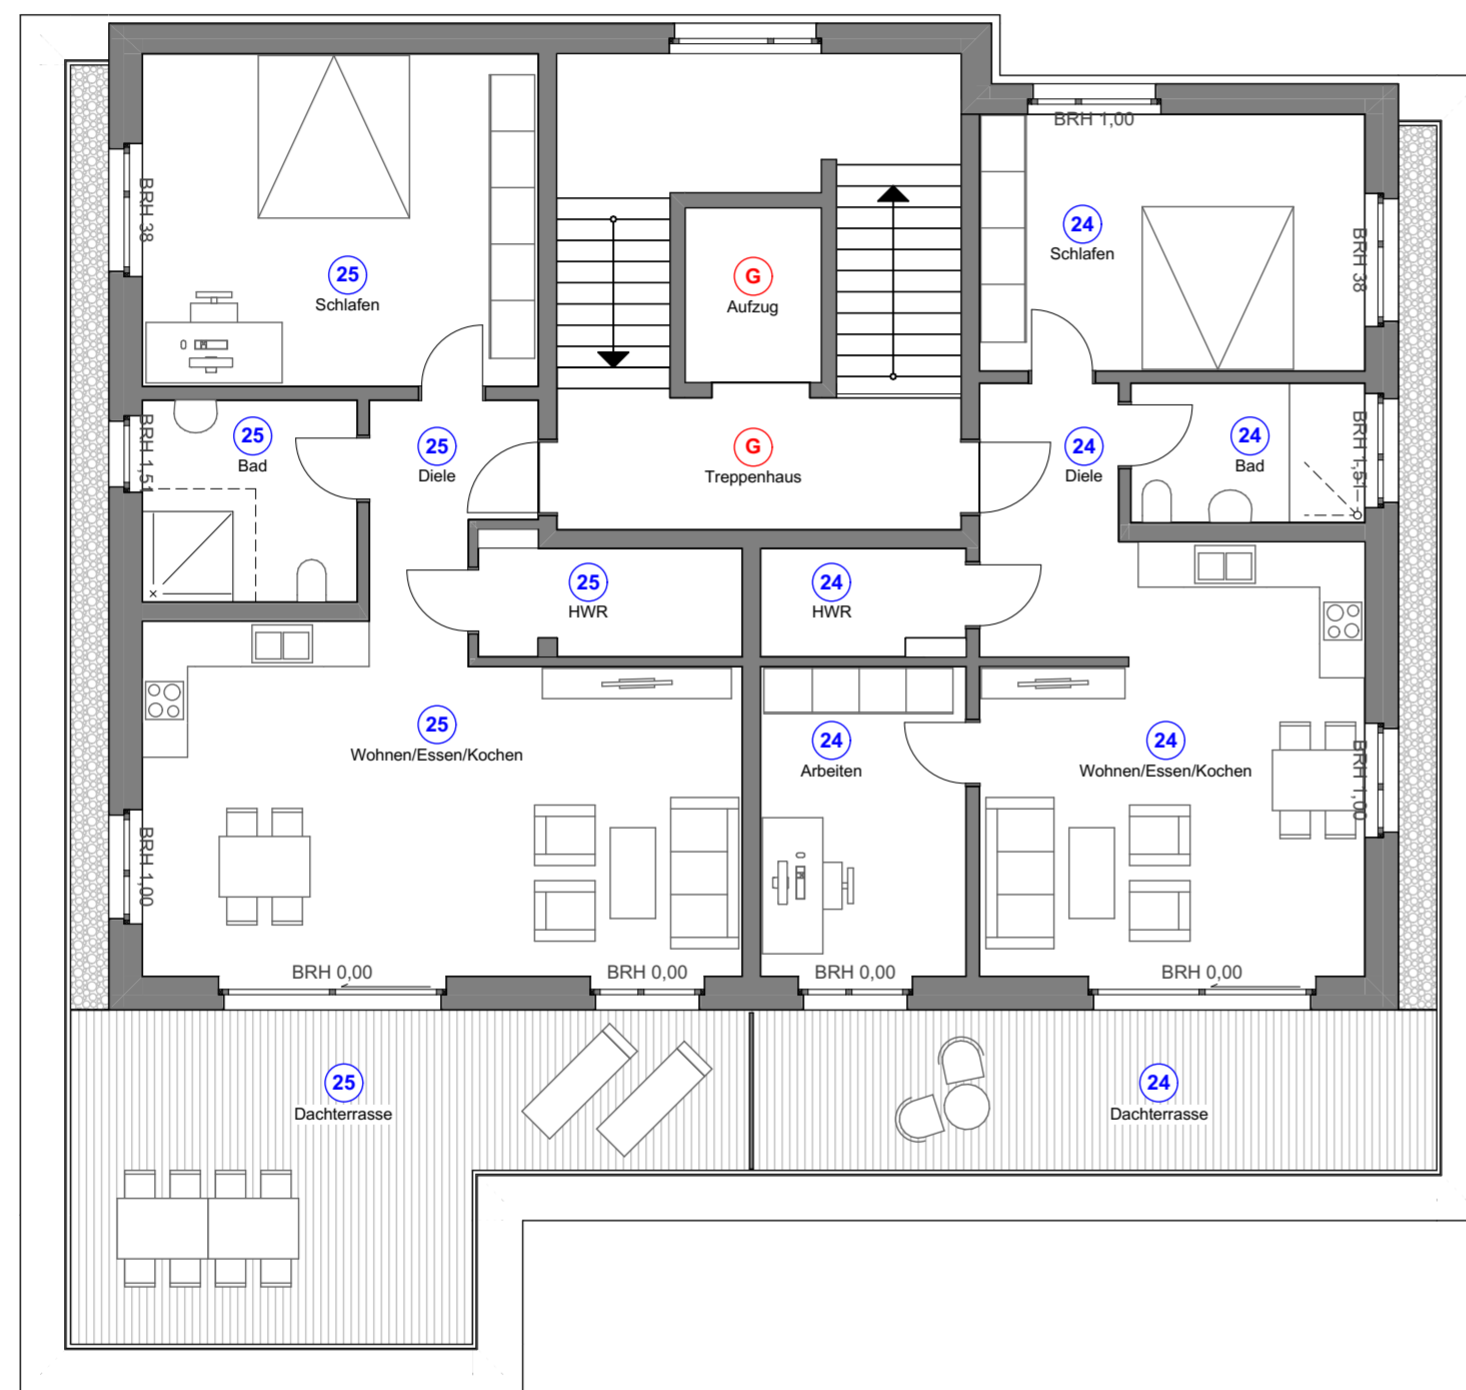 BRH 1,00
BRH 38
24
Schlafen
BRH 38
25
Schlafen
G
Aufzug
BRH 1,51
25
Bad
25
Diele
G
Treppenhaus
24
Diele
24
Bad
BRH 1,51
25
HWR
24
HWR
25
Wohnen/Essen/Kochen
24
Arbeiten
24
Wohnen/Essen/Kochen
BRH 1,00
BRH 1,00
BRH 0,00
BRH 0,00
BRH 0,00
BRH 0,00
25
Dachterrasse
24
Dachterrasse